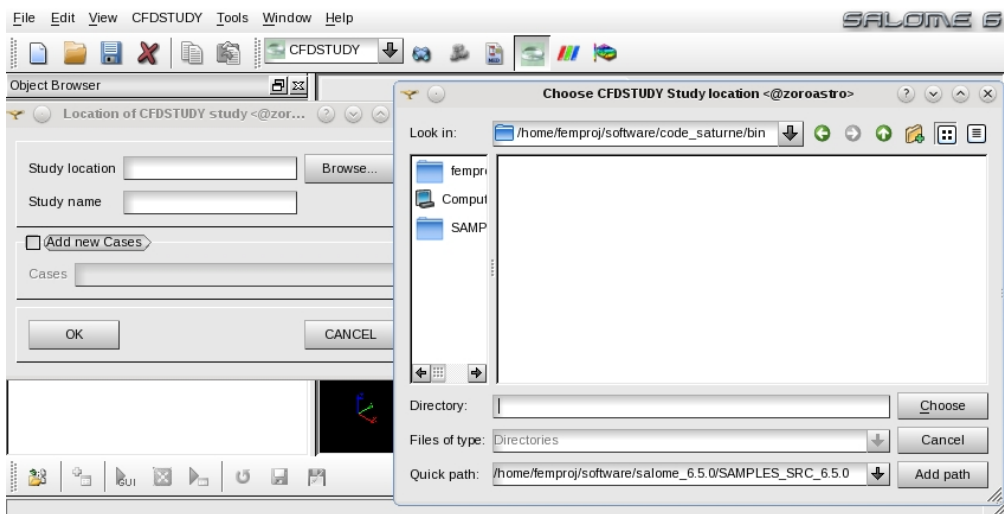 File Edit View CFDSTUDY Tools Window Help
SALOME 6
CFDSTUDY
Object Browser
Location of CFDSTUDY study <@zor...
Study location
Browse...
Study name
Add new Cases
Cases
OK
CANCEL
GUI
Choose CFDSTUDY Study location <@zoroastro>
Look in:
/home/femproj/software/code_saturne/bin
fempr
Comput
SAMP
Directory:
Choose
Files of type:
Directories
Cancel
Quick path:
/home/femproj/software/salome_6.5.0/SAMPLES_SRC_6.5.0
Add path